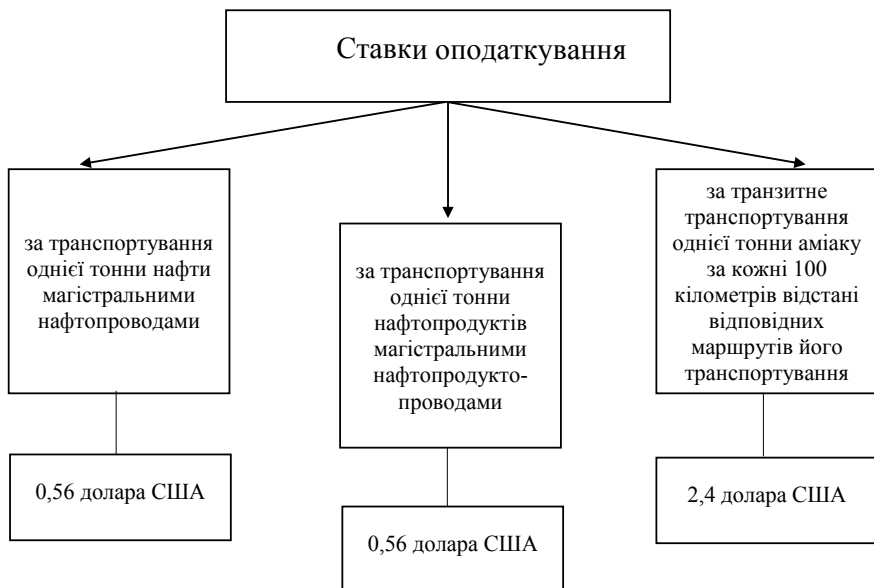 Ставки оподаткування
за транспортування
однієї тонни нафти
магістральними
нафтопроводами
за транспортування
однієї тонни
нафтопродуктів
магістральними
нафтопродукто-
проводами
за транзитне
транспортування
однієї тонни аміаку
за кожні 100
кілометрів відстані
відповідних
маршрутів його
транспортування
0,56 долара США
0,56 долара США
2,4 долара США